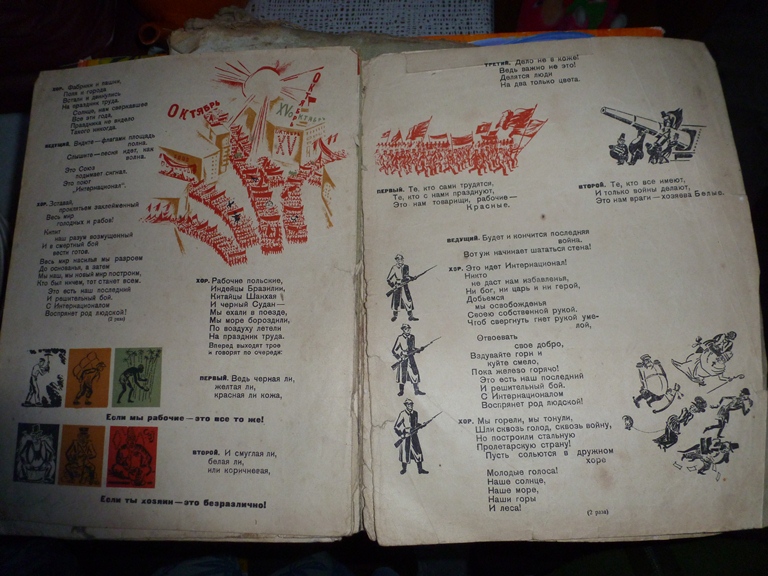 ХОР. Фабрики и пашни,
Поля и города
Встали и двинулись
На праздник труда.
Солнце, нам сверкавшее
Все эти года,
Праздника не видело
Такого никогда.
ВЕДУЩИЙ. Видите—флагами площадь
полна.
Слышите—песня идет, как
волна.
Это Союз
подымает сигнал.
Это поют
„Интернационал".
ХОР. Вставай,
проклятьем заклейменный
Весь мир
голодных и рабов!
Кипит
наш разум возмущенный
И в смертный бой
вести готов.
Весь мир насилья мы разроем
До основанья, а затем
Мы наш, мы новый мир построим,
Кто был ничем, тот станет всем.
Это есть наш последний
И решительный бой.
С Интернационалом
Воспрянет род людской!
(2 раза)
ОКТЯБРЬ
XV
ОКТЯБРЬ
XV
ХОР. Рабочие польские,
Индейцы Бразилии,
Китайцы Шанхая
И черный Судан—
Мы ехали в поезде,
Мы море бороздили,
По воздуху летели
На праздник труда.
Вперед выходят трое
и говорят по очереди:
ПЕРВЫЙ. Ведь черная ли,
желтая ли,
красная ли кожа,
Если мы рабочие—это все то же!
ВТОРОЙ. И смуглая ли,
белая ли,
или коричневая,
Если ты хозяин—это безразлично!
ТРЕТИЙ. Дело не в коже!
Ведь важно не это!
Делятся люди
На два только цвета.
ПЕРВЫЙ. Те, кто сами трудятся,
Те, кто с нами празднуют,
Это нам товарищи, рабочие—
Красные.
ВТОРОЙ. Те, кто все имеют,
И только войны делают,
Это нам враги—хозяева Белые.
ВЕДУЩИЙ. Будет и кончится последняя
война.
Вот уж начинает шататься стена!
ХОР. Это идет Интернационал!
Никто
не даст нам избавленья,
Ни бог, ни царь и ни герой,
Добьемся
мы освобожденья
Своею собственной рукой.
Чтоб свергнуть гнет рукой уме-
лой,
Отвоевать
свое добро,
Вздувайте горн и
куйте смело,
Пока железо горячо!
Это есть наш последний
И решительный бой.
С Интернационалом
Воспрянет род людской!
ХОР. Мы горели, мы тонули,
Шли сквозь голод, сквозь войну,
Но построили стальную
Пролетарскую страну!
Пусть сольются в дружном
хоре
Молодые голоса!
Наше солнце,
Наше море,
Наши горы
И леса!
(2 раза)